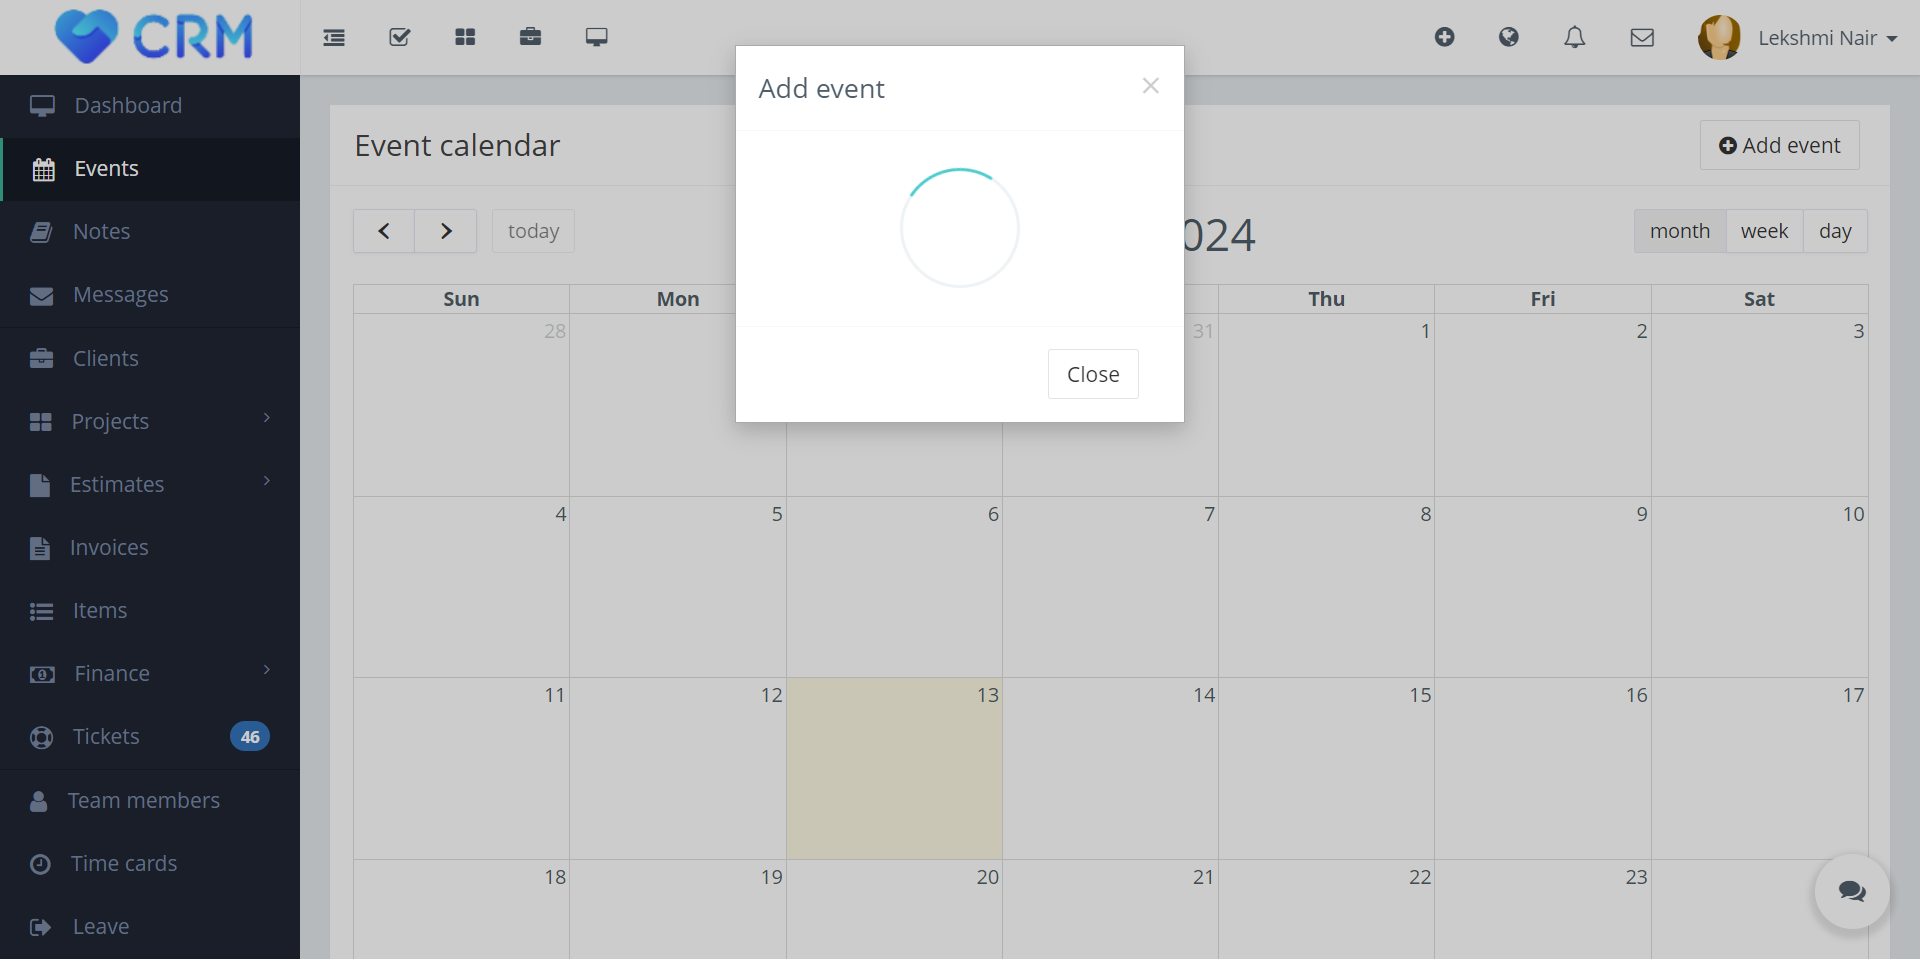 CRM
Lekshmi Nair
Dashboard
Events
Notes
Messages
Clients
Projects
Estimates
Invoices
Items
Finance
Tickets 46
Team members
Time cards
Leave
Add event
Close
Event calendar
Add event
today
024
month week day
Sun Mon Thu Fri Sat
28 31 1 2 3
4 5 6 7 8 9 10
11 12 13 14 15 16 17
18 19 20 21 22 23